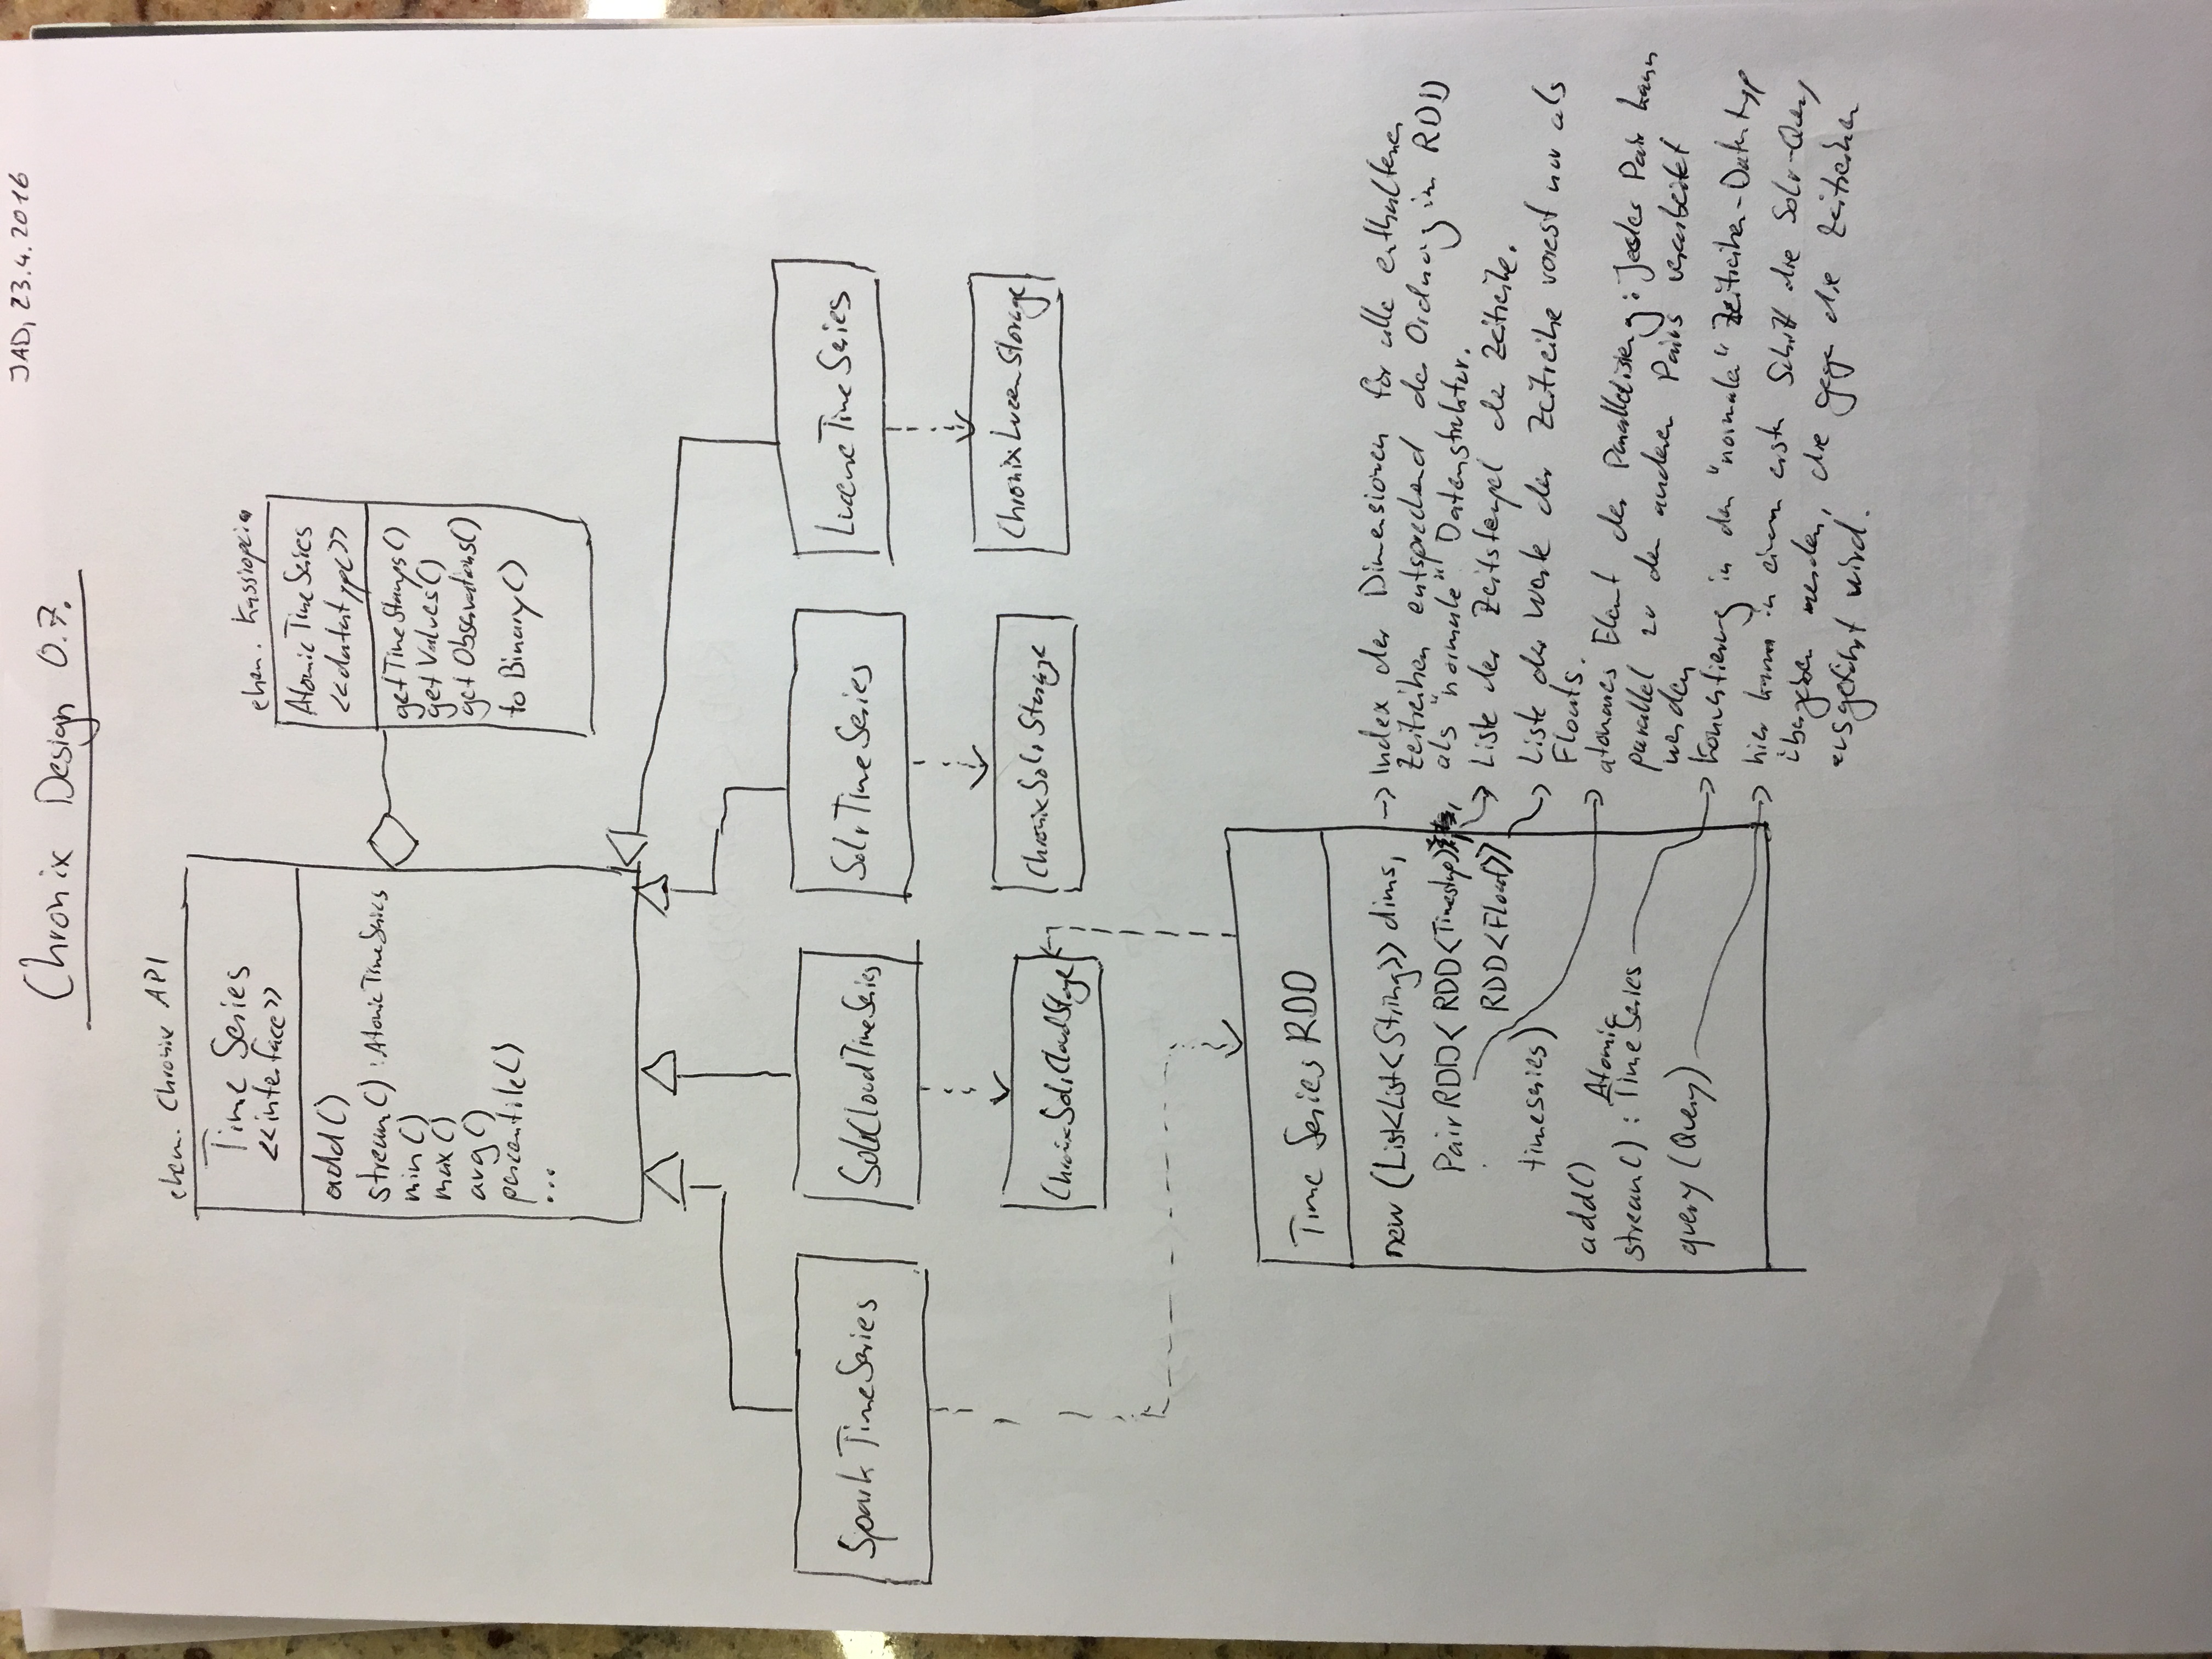 JAD, 23.4.2016
Chronix Design 0.7.
ehem. Chronix API
Time Series
<<interface>>
add()
stream() : AtomicTimeSeries
min()
max()
avg()
percentile()
...
ehem. Kassiopeia
AtomicTimeSeries
<<datatype>>
getTimeStamps()
getValues()
getObservations()
toBinary()
SparkTimeSeries
SolrCloudTimeSeries
SolrTimeSeries
LuceneTimeSeries
ChronixSolrCloudStorage
ChronixSolrStorage
ChronixLucenStorage
Time Series RDD
new (List<List<String>> dims,
PairRDD< RDD<Timestamp>
RDD<Float>>
timeseries)
add()
stream() : Atomic
TimeSeries
query (Query)
-> Index der Dimensionen für alle enthaltenen
Zeitreihen entsprechend der Ordnung im RDD
als "normale" Datenstruktur.
-> Liste der Zeitstempel der Zeitreihe.
-> Liste der Werte der Zeitreihe vorest nur als
Floats.
-> atomares Element der Parallelisierung: Jedes Pair kann
parallel zu den anderen Pairs verarbeitet
werden
-> Konvertierung in den "normalen" Zeitreihen-Datentyp
-> hier kann in einem ersten Schritt die Solr-Query
übergeben werden, die gegen die Zeitreihen
ausgeführt wird.